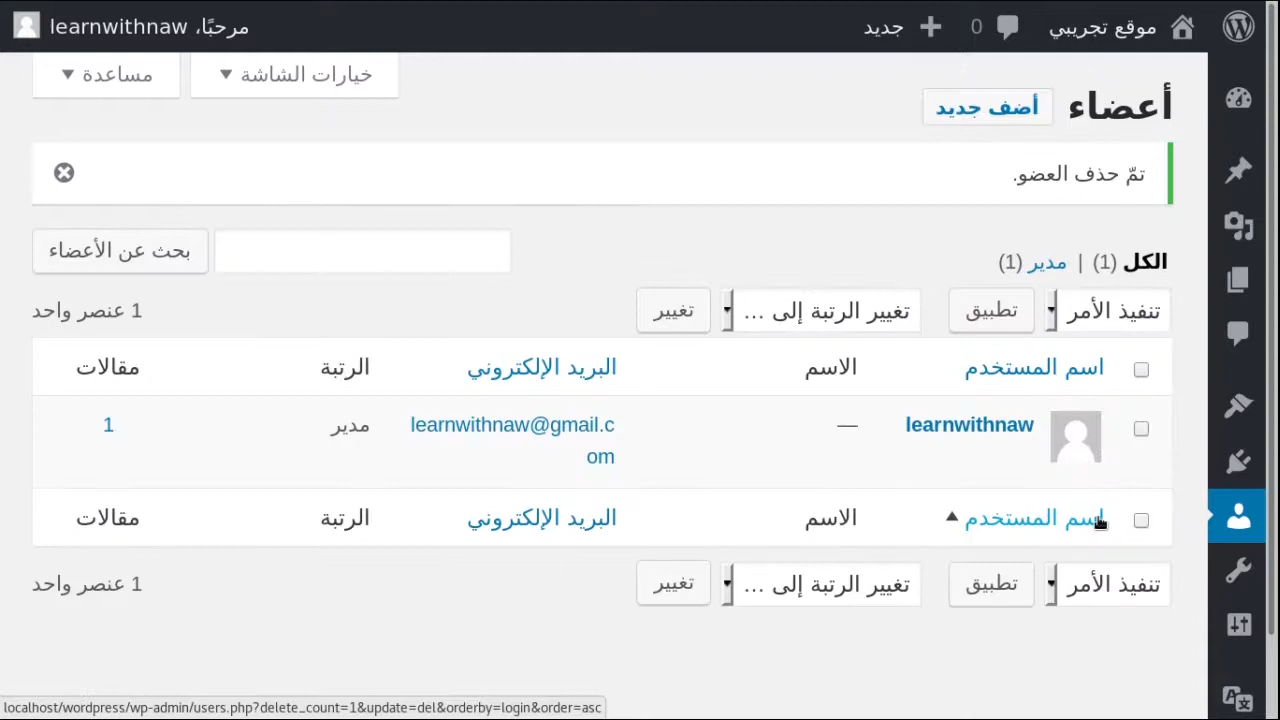 موقع تجريبي 0 جديد مرحبًا، learnwithnaw
خيارات الشاشة مساعدة
أعضاء أضف جديد
تمّ حذف العضو.
الكل (1) | مدير (1) بحث عن الأعضاء
تنفيذ الأمر تطبيق تغيير الرتبة إلى ... تغيير 1 عنصر واحد
اسم المستخدم الاسم البريد الإلكتروني الرتبة مقالات
learnwithnaw — learnwithnaw@gmail.c مدير 1
om
اسم المستخدم الاسم البريد الإلكتروني الرتبة مقالات
تنفيذ الأمر تطبيق تغيير الرتبة إلى ... تغيير 1 عنصر واحد
localhost/wordpress/wp-admin/users.php?delete_count=1&update=del&orderby=login&order=asc